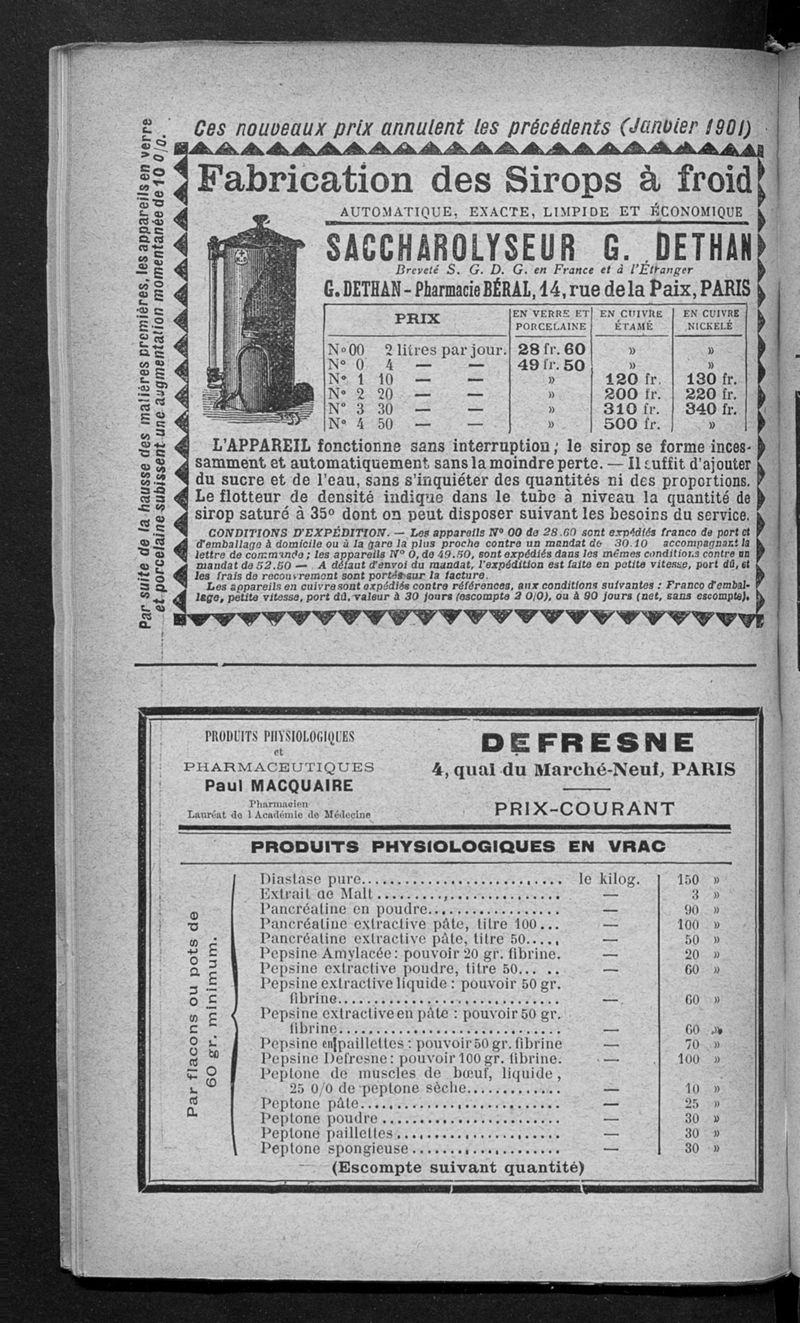 Ces nouveaux prix annulent les précédents (Janvier 1901)
Par suite de la hausse des matières premières, les appareils en verre
et porcelaine subissent une augmentation momentanée de 10 0/0.
Fabrication des Sirops à froid
AUTOMATIQUE, EXACTE, LIMPIDE ET ÉCONOMIQUE
SACCHAROLYSEUR G. DETHAN
Breveté S. G. D. G. en France et à l'Étranger
G. DETHAN - Pharmacie BÉRAL, 14, rue de la Paix, PARIS
PRIX EN VERRE ET PORCELAINE EN CUIVRE ÉTAMÉ EN CUIVRE NICKELÉ
N° 00 2 litres par jour. 28 fr. 60 » »
N° 0 4 — — 49 fr. 50 » »
N° 1 10 — — » 120 fr. 130 fr.
N° 2 20 — — » 200 fr. 220 fr.
N° 3 30 — — » 310 fr. 340 fr.
N° 4 50 — — » 500 fr. »
L'APPAREIL fonctionne sans interruption; le sirop se forme inces-
samment et automatiquement sans la moindre perte. — Il suffit d'ajouter
du sucre et de l'eau, sans s'inquiéter des quantités ni des proportions.
Le flotteur de densité indique dans le tube à niveau la quantité de
sirop saturé à 35° dont on peut disposer suivant les besoins du service.
CONDITIONS D'EXPÉDITION. — Les appareils N° 00 de 28.60 sont expédiés franco de port et
d'emballage à domicile ou à la gare la plus proche contre un mandat de 30.10 accompagnant la
lettre de commande; les appareils N° 0, de 49.50, sont expédiés dans les mêmes conditions contre un
mandat de 52.50 — A défaut d'envoi du mandat, l'expédition est faite en petite vitesse, port dû, et
les frais de recouvrement sont portés sur la facture.
Les appareils en cuivre sont expédiés contre références, aux conditions suivantes : Franco d'embal-
lage, petite vitesse, port dû, valeur à 30 jours (escompte 2 0/0), ou à 90 jours (net, sans escompte).
PRODUITS PHYSIOLOGIQUES
et
PHARMACEUTIQUES
Paul MACQUAIRE
Pharmacien
Lauréat de l'Académie de Médecine
DEFRESNE
4, quai du Marché-Neuf, PARIS
PRIX-COURANT
PRODUITS PHYSIOLOGIQUES EN VRAC
Par flacons ou pots de
60 gr. minimum.
Diastase pure.......... le kilog. 150 »
Extrait de Malt.......... — 3 »
Pancréatine en poudre.......... — 90 »
Pancréatine extractive pâte, titre 100... — 100 »
Pancréatine extractive pâte, titre 50..... — 50 »
Pepsine Amylacée : pouvoir 20 gr. fibrine. — 20 »
Pepsine extractive poudre, titre 50..... — 60 »
Pepsine extractive liquide : pouvoir 50 gr.
fibrine.......... — 60 »
Pepsine extractive en pâte : pouvoir 50 gr.
fibrine.......... — 60 »
Pepsine en paillettes : pouvoir 50 gr. fibrine — 70 »
Pepsine Defresne : pouvoir 100 gr. fibrine. — 100 »
Peptone de muscles de bœuf, liquide,
25 0/0 de peptone sèche.......... — 10 »
Peptone pâte.......... — 25 »
Peptone poudre.......... — 30 »
Peptone paillettes.......... — 30 »
Peptone spongieuse.......... — 30 »
(Escompte suivant quantité)